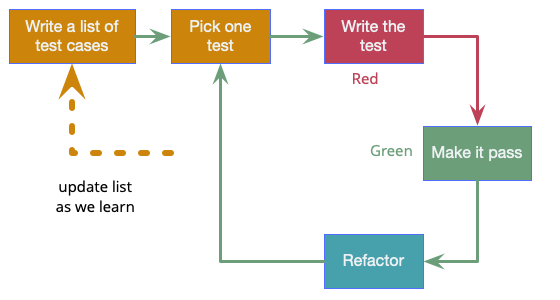 Write a list of
test cases
Pick one
test
Write the
test
Red
Green
Make it pass
update list
as we learn
Refactor